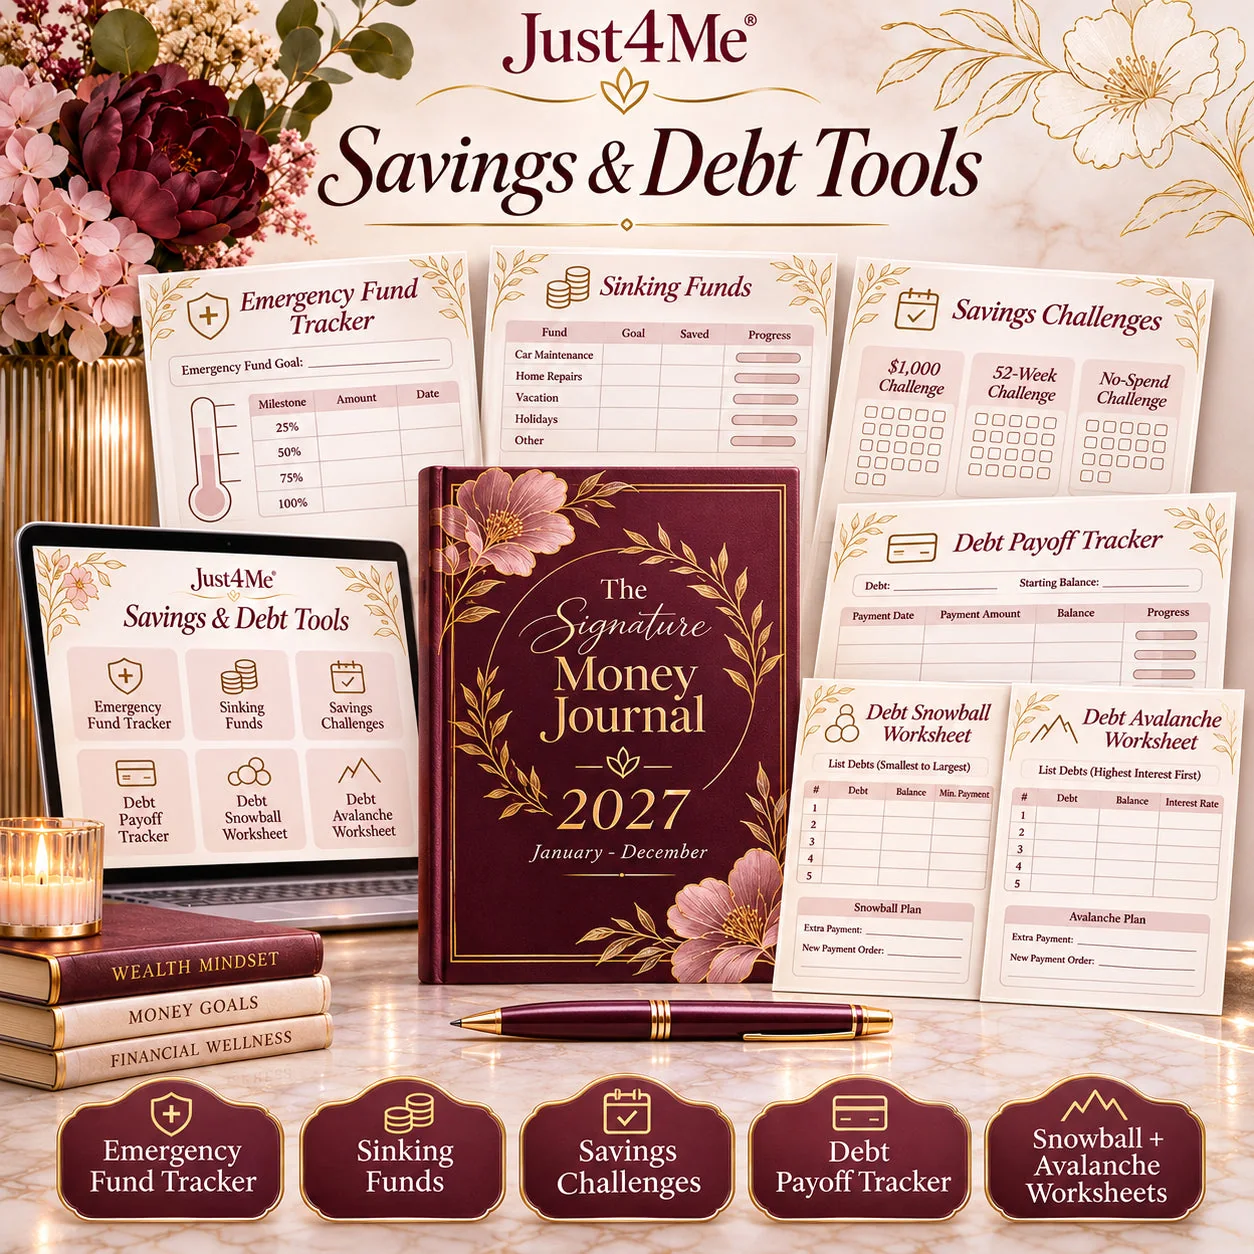 Just4Me®
Savings & Debt Tools
Emergency Fund
Tracker
Emergency Fund Goal:
Milestone Amount Date
25%
50%
75%
100%
Sinking Funds
Fund Goal Saved Progress
Car Maintenance
Home Repairs
Vacation
Holidays
Other
Savings Challenges
$1,000
Challenge
52-Week
Challenge
No-Spend
Challenge
Debt Payoff Tracker
Debt: Starting Balance:
Payment Date Payment Amount Balance Progress
Just4Me®
Savings & Debt Tools
Emergency
Fund Tracker
Sinking
Funds
Savings
Challenges
Debt
Payoff
Tracker
Debt
Snowball
Worksheet
Debt
Avalanche
Worksheet
The
Signature
Money
Journal
2027
January - December
Debt Snowball
Worksheet
List Debts (Smallest to Largest)
# Debt Balance Min. Payment
1
2
3
4
5
Snowball Plan
Extra Payment:
New Payment Order:
Debt Avalanche
Worksheet
List Debts (Highest Interest First)
# Debt Balance Interest Rate
1
2
3
4
5
Avalanche Plan
Extra Payment:
New Payment Order:
WEALTH MINDSET
MONEY GOALS
FINANCIAL WELLNESS
Emergency
Fund Tracker
Sinking
Funds
Savings
Challenges
Debt
Payoff Tracker
Snowball +
Avalanche
Worksheets